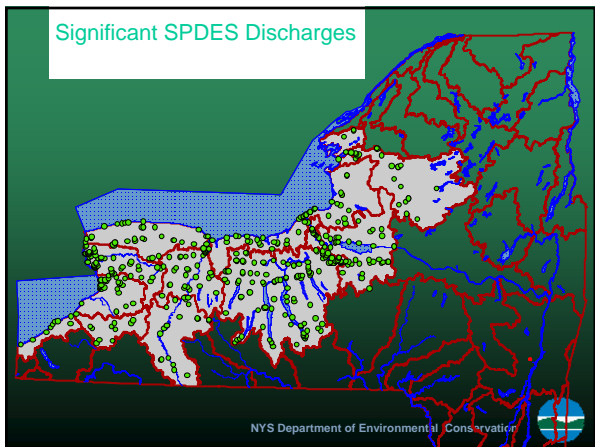 Significant SPDES Discharges
NYS Department of Environmental Conservation